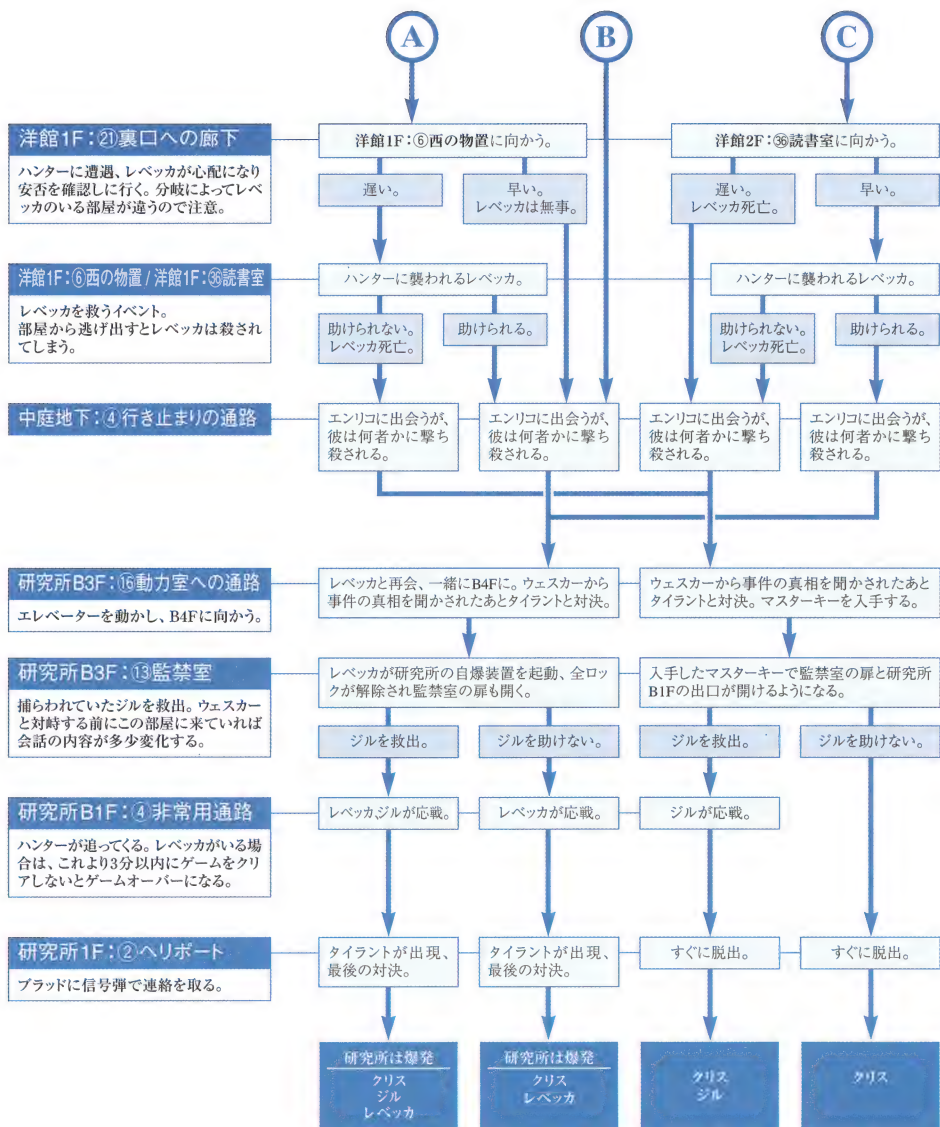 A
B
C
洋館1F：㉑裏口への廊下
ハンターに遭遇、レベッカが心配になり
安否を確認しに行く。分岐によってレベ
ッカのいる部屋が違うので注意。
洋館1F：⑥西の物置に向かう。
洋館2F：㊱読書室に向かう。
遅い。
早い。
レベッカは無事。
遅い。
レベッカ死亡。
早い。
洋館1F：⑥西の物置 / 洋館1F：㊱読書室
レベッカを救うイベント。
部屋から逃げ出すとレベッカは殺され
てしまう。
ハンターに襲われるレベッカ。
ハンターに襲われるレベッカ。
助けられない。
レベッカ死亡。
助けられる。
助けられない。
レベッカ死亡。
助けられる。
中庭地下：④行き止まりの通路
エンリコに出会うが、
彼は何者かに撃ち
殺される。
エンリコに出会うが、
彼は何者かに撃ち
殺される。
エンリコに出会うが、
彼は何者かに撃ち
殺される。
エンリコに出会うが、
彼は何者かに撃ち
殺される。
研究所B3F：⑯動力室への通路
エレベーターを動かし、B4Fに向かう。
レベッカと再会、一緒にB4Fに。ウェスカーから
事件の真相を聞かされたあとタイラントと対決。
ウェスカーから事件の真相を聞かされたあと
タイラントと対決。マスターキーを入手する。
研究所B3F：⑬監禁室
捕らわれていたジルを救出。ウェスカー
と対峙する前にこの部屋に来ていれば
会話の内容が多少変化する。
レベッカが研究所の自爆装置を起動、全ロッ
クが解除され監禁室の扉も開く。
入手したマスターキーで監禁室の扉と研究所
B1Fの出口が開けるようになる。
ジルを救出。
ジルを助けない。
ジルを救出。
ジルを助けない。
研究所B1F：④非常用通路
ハンターが追ってくる。レベッカがいる場
合は、これより3分以内にゲームをクリ
アしないとゲームオーバーになる。
レベッカ、ジルが応戦。
レベッカが応戦。
ジルが応戦。
研究所1F：②ヘリポート
ブラッドに信号弾で連絡を取る。
タイラントが出現、
最後の対決。
タイラントが出現、
最後の対決。
すぐに脱出。
すぐに脱出。
研究所は爆発
クリス
ジル
レベッカ
研究所は爆発
クリス
レベッカ
クリス
ジル
クリス